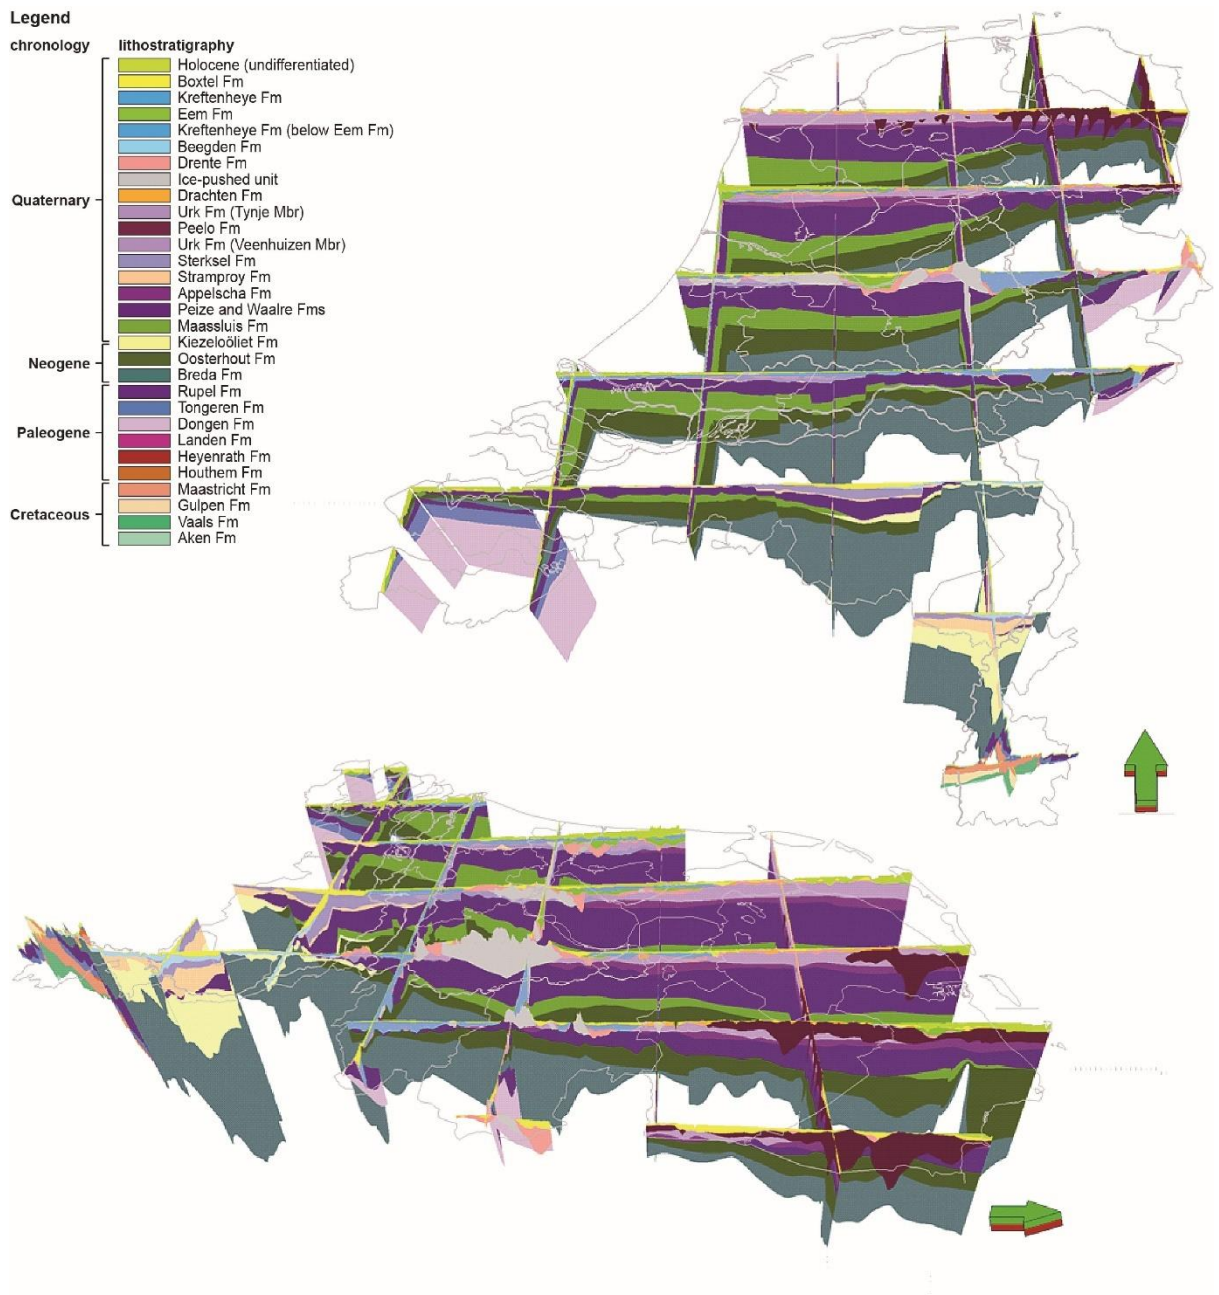 Legend
chronology lithostratigraphy
Holocene (undifferentiated)
Boxtel Fm
Kreftenheye Fm
Eem Fm
Kreftenheye Fm (below Eem Fm)
Beegden Fm
Drente Fm
Ice-pushed unit
Drachten Fm
Quaternary
Urk Fm (Tynje Mbr)
Peelo Fm
Urk Fm (Veenhuizen Mbr)
Sterksel Fm
Stramproy Fm
Appelscha Fm
Peize and Waalre Fms
Maassluis Fm
Kiezeloöliet Fm
Oosterhout Fm
Neogene
Breda Fm
Rupel Fm
Tongeren Fm
Dongen Fm
Paleogene
Landen Fm
Heyenrath Fm
Houthem Fm
Maastricht Fm
Gulpen Fm
Cretaceous
Vaals Fm
Aken Fm